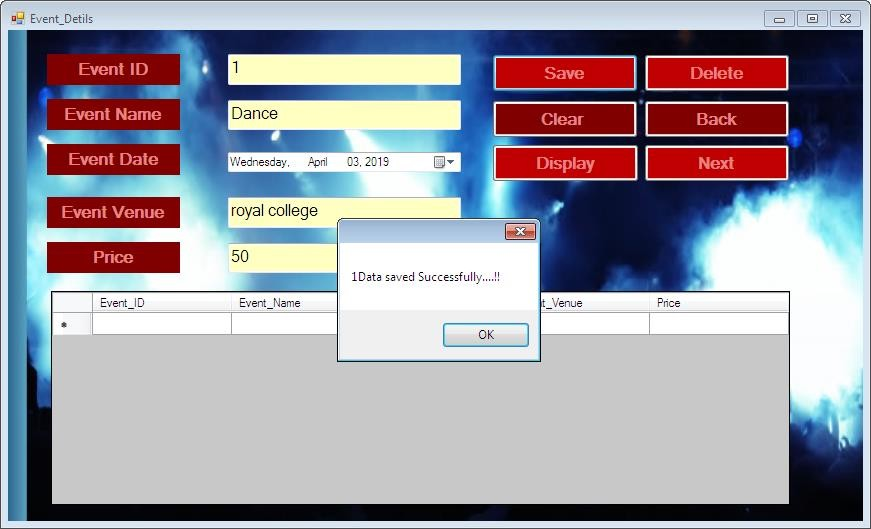 Event_Detils
Event ID 1 Save Delete
Event Name Dance Clear Back
Event Date Wednesday, April 03, 2019 Display Next
Event Venue royal college
Price 50
1Data saved Successfully....!!
OK
Event_ID Event_Name t_Venue Price
*